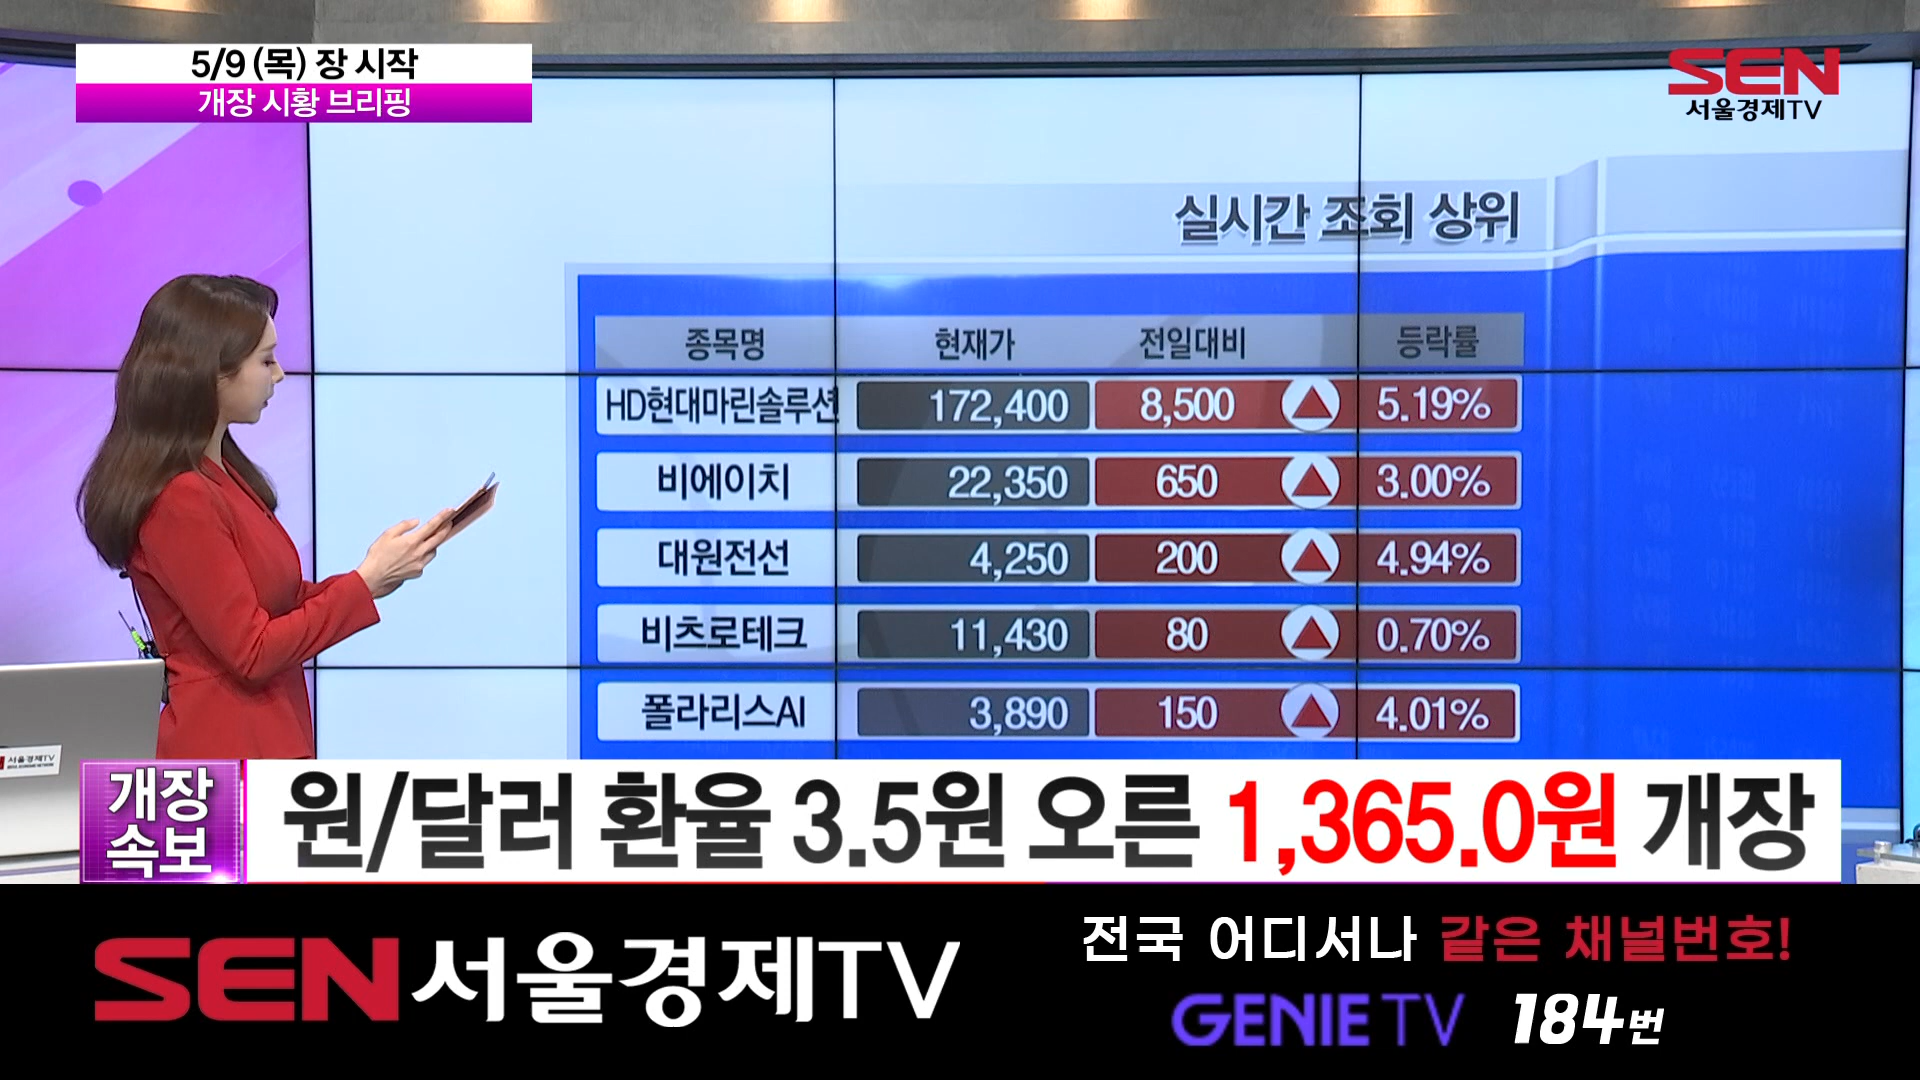 5/9 (목) 장 시작
개장 시황 브리핑
SEN
서울경제TV
실시간 조회 상위
종목명 현재가 전일대비 등락률
HD현대마린솔루션 172,400 8,500 ▲ 5.19%
비에이치 22,350 650 ▲ 3.00%
대원전선 4,250 200 ▲ 4.94%
비츠로테크 11,430 80 ▲ 0.70%
폴라리스AI 3,890 150 ▲ 4.01%
서울경제TV
개장
속보
원/달러 환율 3.5원 오른 1,365.0원 개장
SEN서울경제TV
전국 어디서나 같은 채널번호!
GENIE TV 184번